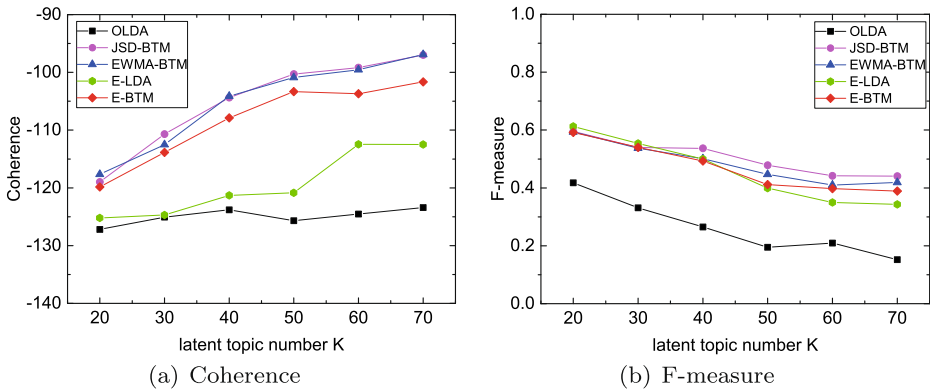 -90
-100
-110
-120
-130
-140
Coherence
OLDA
JSD-BTM
EWMA-BTM
E-LDA
E-BTM
20 30 40 50 60 70
latent topic number K
(a) Coherence
1.0
0.8
0.6
0.4
0.2
0.0
F-measure
OLDA
JSD-BTM
EWMA-BTM
E-LDA
E-BTM
20 30 40 50 60 70
latent topic number K
(b) F-measure